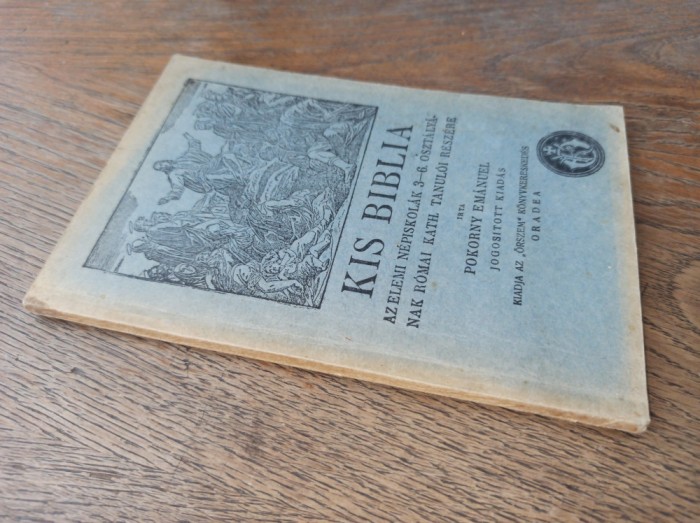 KIS BIBLIA
AZ ELEMI NÉPISKOLÁK 3–6. OSZTÁLYÁ-
NAK RÓMAI KATH. TANULÓI RÉSZÉRE
IRTA
POKORNY EMÁNUEL
JOGOSITOTT KIADÁS
KIADJA AZ „ŐRSZEM" KÖNYVKERESKEDÉS
ORADEA